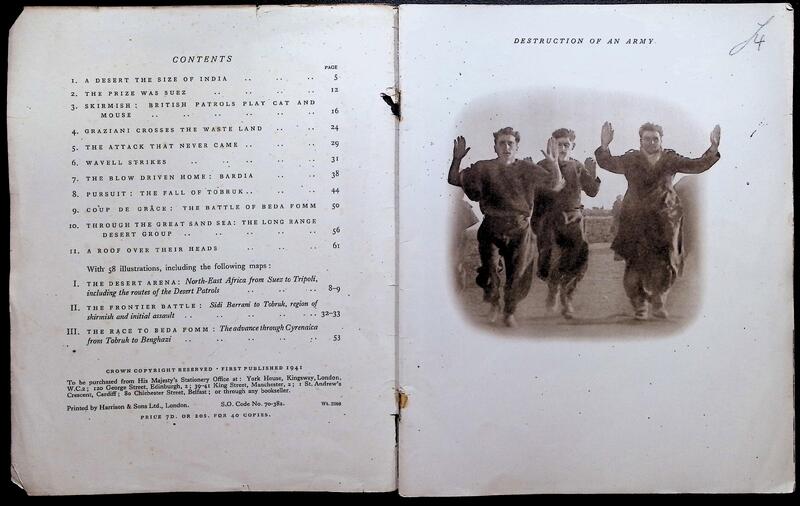 CONTENTS
PAGE
1. A DESERT THE SIZE OF INDIA .. .. .. 5
2. THE PRIZE WAS SUEZ .. .. .. .. 12
3. SKIRMISH: BRITISH PATROLS PLAY CAT AND
MOUSE .. .. .. .. .. .. 16
4. GRAZIANI CROSSES THE WASTE LAND .. .. 24
5. THE ATTACK THAT NEVER CAME .. .. .. 29
6. WAVELL STRIKES .. .. .. .. 31
7. THE BLOW DRIVEN HOME: BARDIA .. .. 38
8. PURSUIT: THE FALL OF TOBRUK .. .. .. 44
9. COUP DE GRÂCE: THE BATTLE OF BEDA FOMM 50
10. THROUGH THE GREAT SAND SEA: THE LONG RANGE
DESERT GROUP .. .. .. .. .. 56
11. A ROOF OVER THEIR HEADS .. .. .. 61
With 58 illustrations, including the following maps:
I. THE DESERT ARENA: North-East Africa from Suez to Tripoli,
including the routes of the Desert Patrols .. .. .. 8-9
II. THE FRONTIER BATTLE: Sidi Barrani to Tobruk, region of
skirmish and initial assault .. .. .. .. .. 32-33
III. THE RACE TO BEDA FOMM: The advance through Cyrenaica
from Tobruk to Benghazi .. .. .. .. .. 53
CROWN COPYRIGHT RESERVED · FIRST PUBLISHED 1941
To be purchased from His Majesty's Stationery Office at: York House, Kingsway, London,
W.C.2; 120 George Street, Edinburgh, 2; 39-41 King Street, Manchester, 2; 1 St. Andrew's
Crescent, Cardiff; 80 Chichester Street, Belfast; or through any bookseller.
Printed by Harrison & Sons Ltd., London. S.O. Code No. 70-382.
PRICE 7D. OR 20S. FOR 40 COPIES.
DESTRUCTION OF AN ARMY